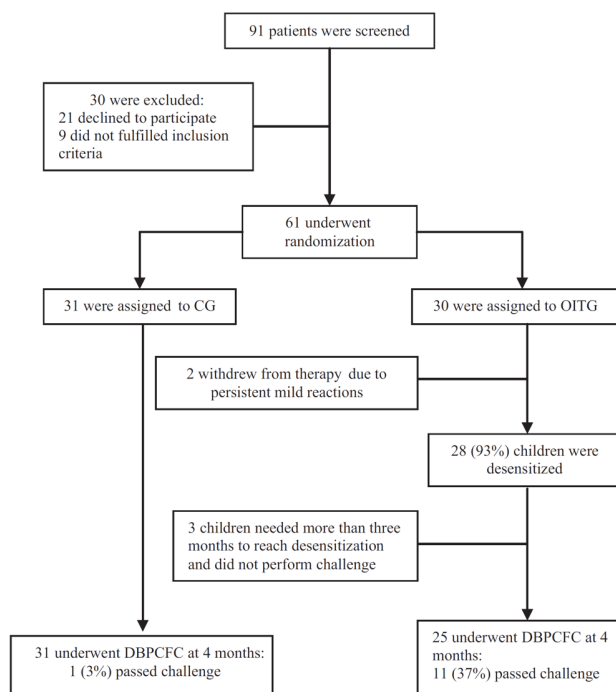 91 patients were screened
30 were excluded:
21 declined to participate
9 did not fulfilled inclusion
criteria
61 underwent
randomization
31 were assigned to CG
30 were assigned to OITG
2 withdrew from therapy due to
persistent mild reactions
28 (93%) children were
desensitized
3 children needed more than three
months to reach desensitization
and did not perform challenge
31 underwent DBPCFC at 4 months:
1 (3%) passed challenge
25 underwent DBPCFC at 4
months:
11 (37%) passed challenge